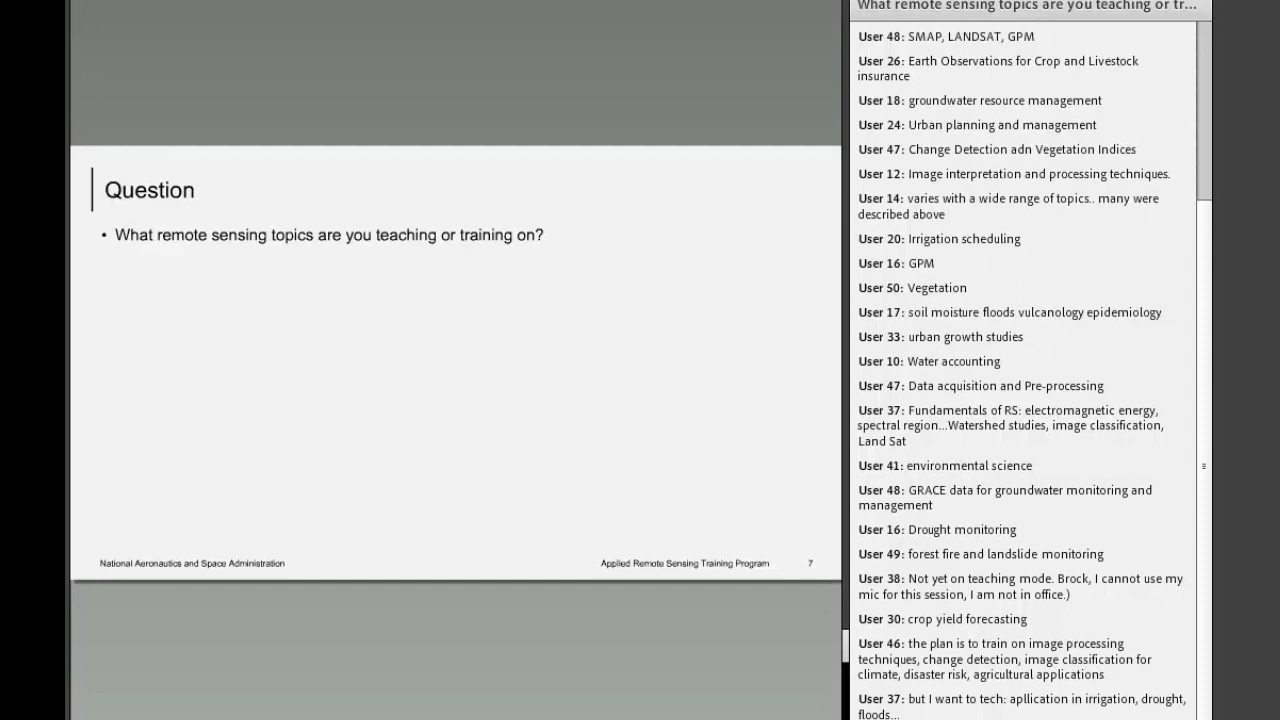 What remote sensing topics are you teaching or tr...
Question
• What remote sensing topics are you teaching or training on?
National Aeronautics and Space Administration
Applied Remote Sensing Training Program
7
User 48: SMAP, LANDSAT, GPM
User 26: Earth Observations for Crop and Livestock
insurance
User 18: groundwater resource management
User 24: Urban planning and management
User 47: Change Detection adn Vegetation Indices
User 12: Image interpretation and processing techniques.
User 14: varies with a wide range of topics.. many were
described above
User 20: Irrigation scheduling
User 16: GPM
User 50: Vegetation
User 17: soil moisture floods vulcanology epidemiology
User 33: urban growth studies
User 10: Water accounting
User 47: Data acquisition and Pre-processing
User 37: Fundamentals of RS: electromagnetic energy,
spectral region...Watershed studies, image classification,
Land Sat
User 41: environmental science
User 48: GRACE data for groundwater monitoring and
management
User 16: Drought monitoring
User 49: forest fire and landslide monitoring
User 38: Not yet on teaching mode. Brock, I cannot use my
mic for this session, I am not in office.)
User 30: crop yield forecasting
User 46: the plan is to train on image processing
techniques, change detection, image classification for
climate, disaster risk, agricultural applications
User 37: but I want to tech: apllication in irrigation, drought,
floods...